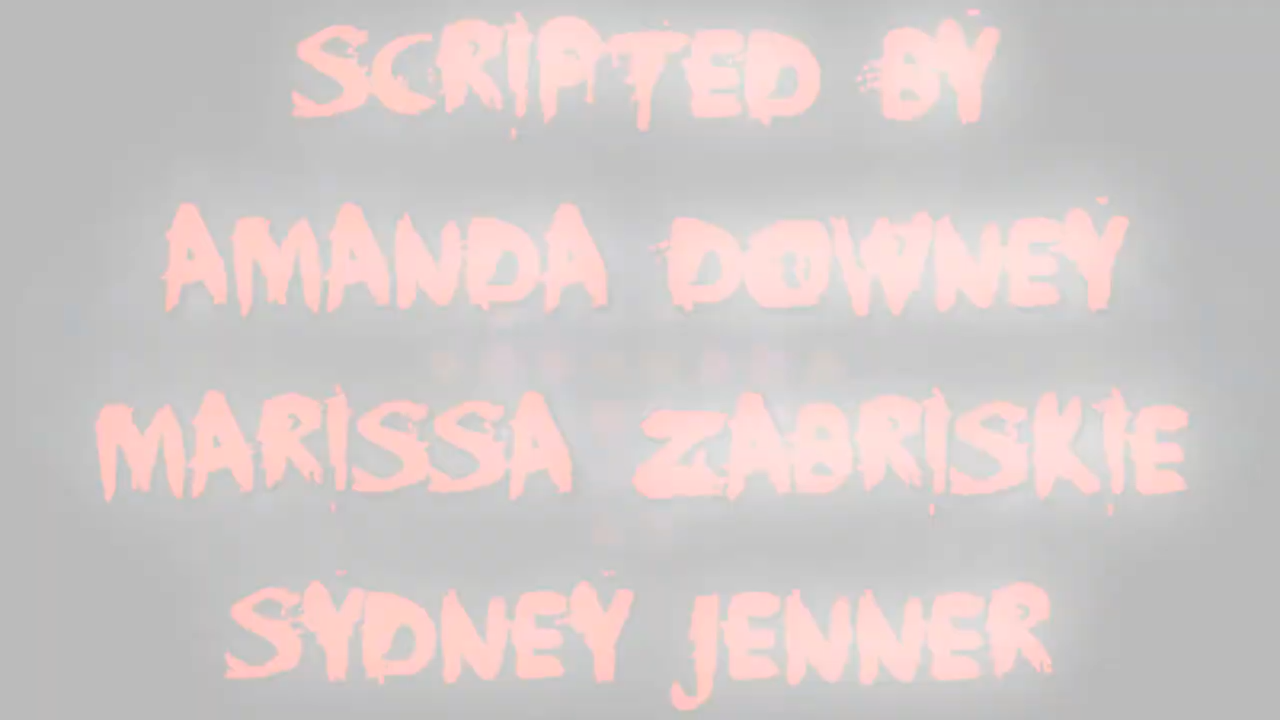 SCRIPTED BY
AMANDA DOWNEY
MARISSA ZABRISKIE
SYDNEY JENNER